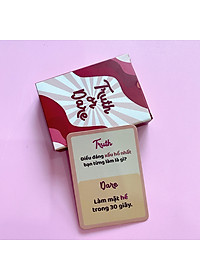 Truth
or
Dare
Truth
Điều đáng xấu hổ nhất
bạn từng làm là gì?
Dare
Làm mặt hề
trong 30 giây.